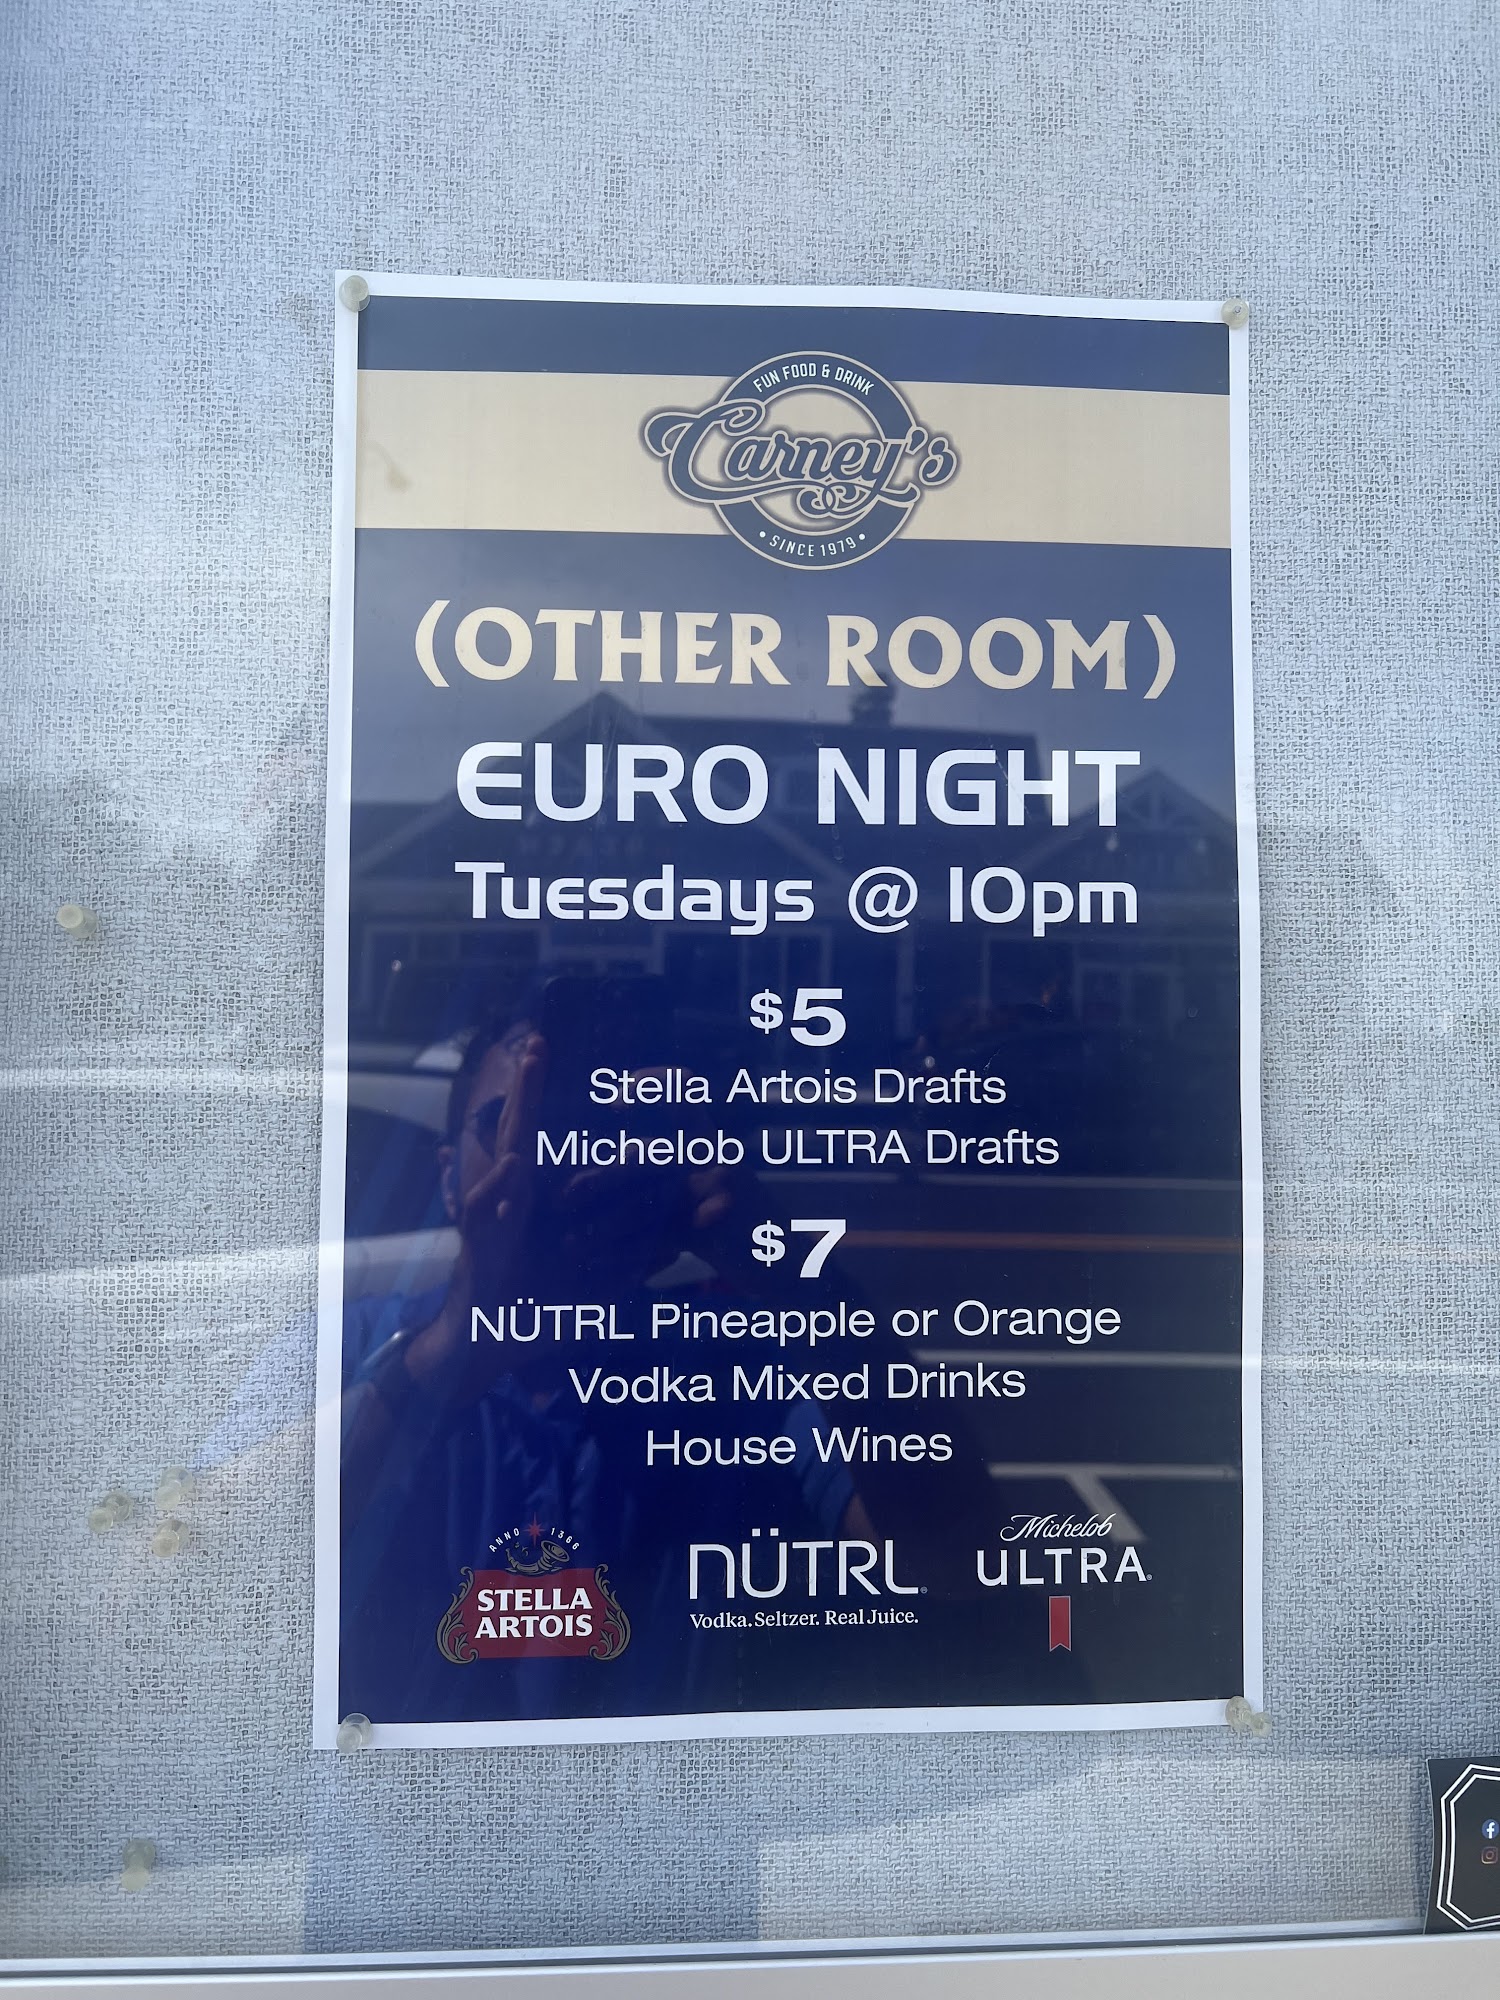 FUN FOOD & DRINK
Carney's
• SINCE 1979 •
(OTHER ROOM)
EURO NIGHT
Tuesdays @ 10pm
$5
Stella Artois Drafts
Michelob ULTRA Drafts
$7
NÜTRL Pineapple or Orange
Vodka Mixed Drinks
House Wines
ANNO 1366
STELLA
ARTOIS
NÜTRL
Vodka. Seltzer. Real Juice.
Michelob
ULTRA